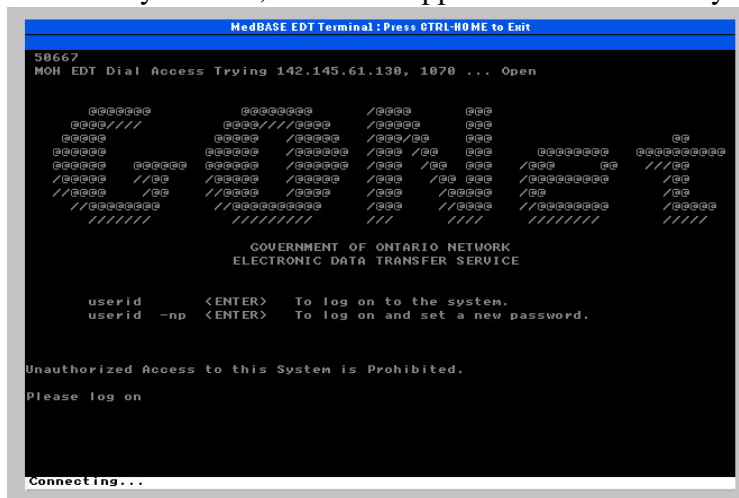 MedBASE EDT Terminal : Press CTRL-HOME to Exit
50667
MOH EDT Dial Access Trying 142.145.61.130, 1070 ... Open
GONet
GOVERNMENT OF ONTARIO NETWORK
ELECTRONIC DATA TRANSFER SERVICE
userid <ENTER> To log on to the system.
userid -np <ENTER> To log on and set a new password.
Unauthorized Access to this System is Prohibited.
Please log on
Connecting...